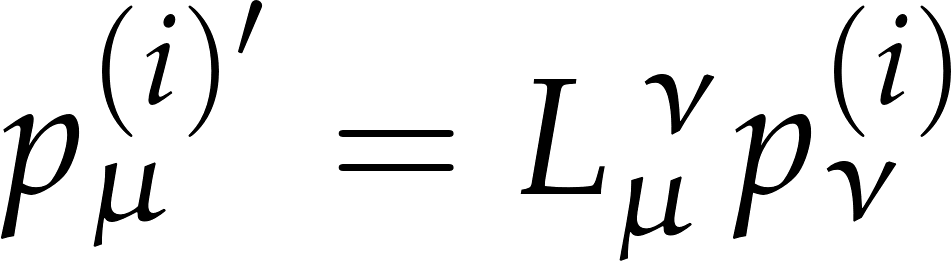 p_μ^{(i)′} = L_μ^ν p_ν^{(i)}